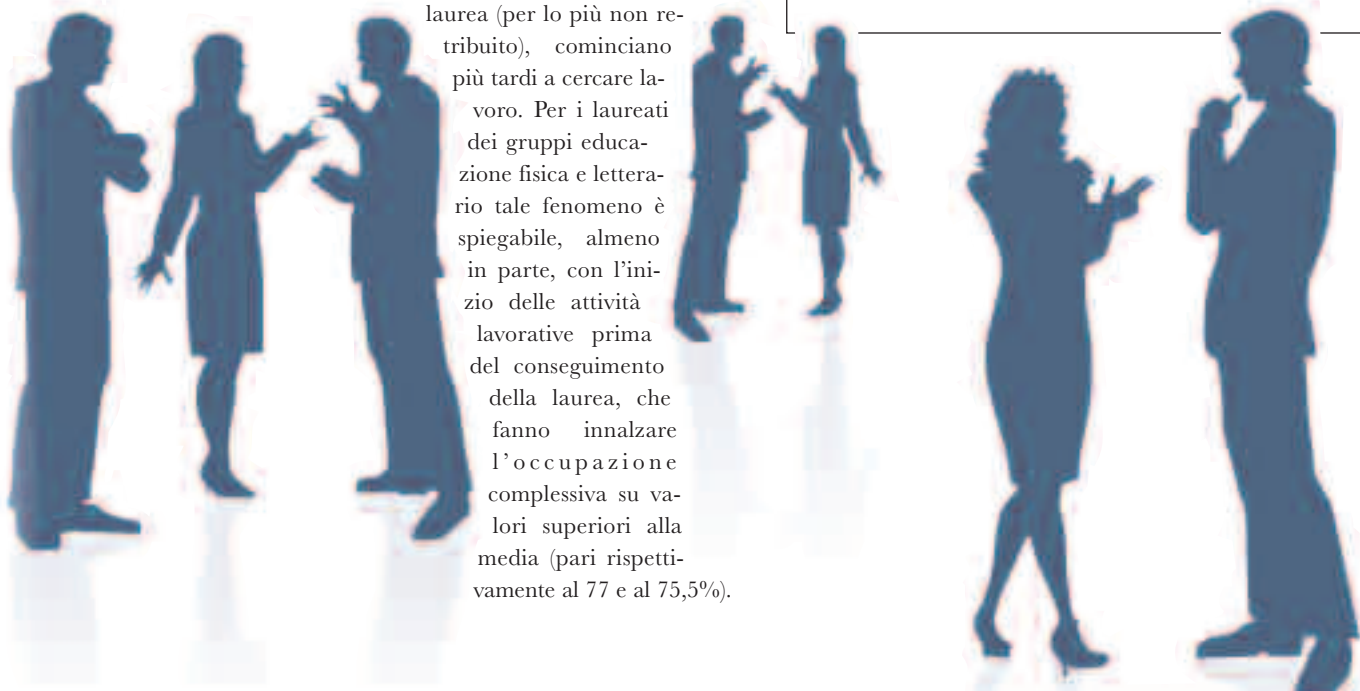 laurea (per lo più non re-
tribuito), cominciano
più tardi a cercare la-
voro. Per i laureati
dei gruppi educa-
zione fisica e lettera-
rio tale fenomeno è
spiegabile, almeno
in parte, con l'ini-
zio delle attività
lavorative prima
del conseguimento
della laurea, che
fanno innalzare
l'occupazione
complessiva su va-
lori superiori alla
media (pari rispetti-
vamente al 77 e al 75,5%).